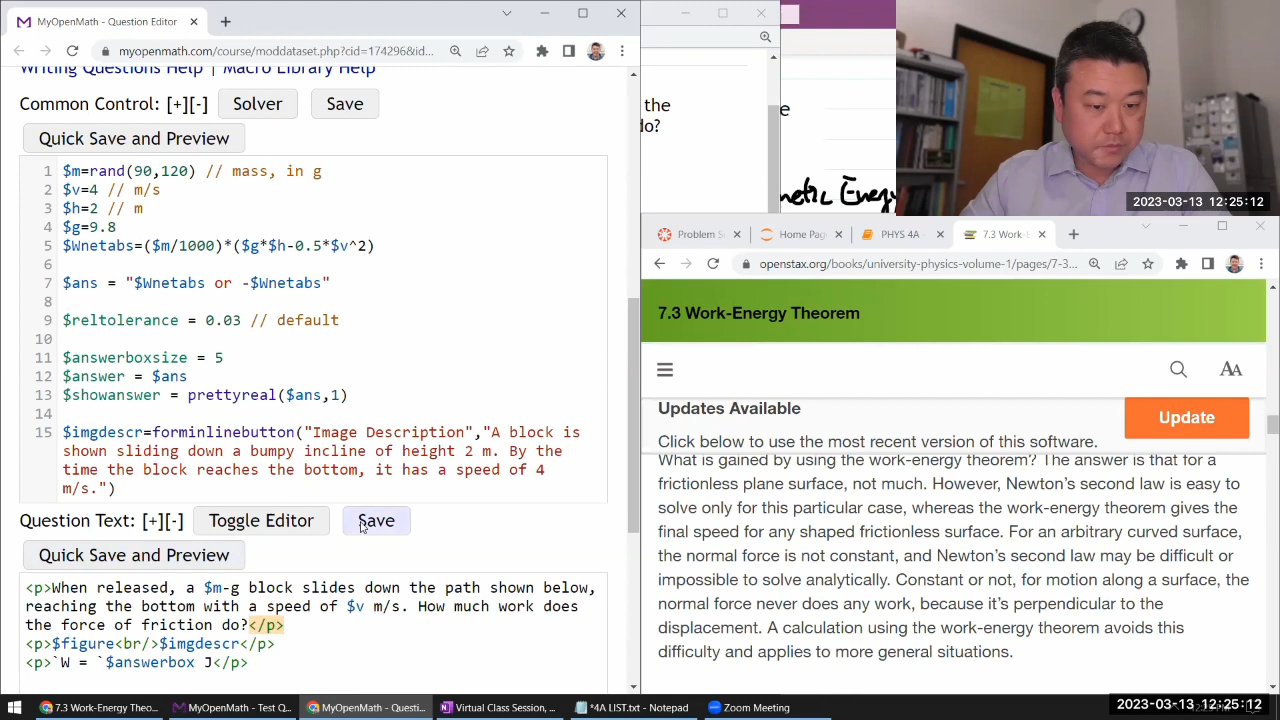 MyOpenMath - Question Editor
myopenmath.com/course/moddataset.php?cid=174296&id...
Writing Questions Help | Macro Library Help
Common Control: [+][-] Solver Save
Quick Save and Preview
1 $m=rand(90,120) // mass, in g
2 $v=4 // m/s
3 $h=2 // m
4 $g=9.8
5 $Wnetabs=($m/1000)*($g*$h-0.5*$v^2)
6
7 $ans = "$Wnetabs or -$Wnetabs"
8
9 $reltolerance = 0.03 // default
10
11 $answerboxsize = 5
12 $answer = $ans
13 $showanswer = prettyreal($ans,1)
14
15 $imgdescr=forminlinebutton("Image Description","A block is
shown sliding down a bumpy incline of height 2 m. By the
time the block reaches the bottom, it has a speed of 4
m/s.")
Question Text: [+][-] Toggle Editor Save
Quick Save and Preview
<p>When released, a $m-g block slides down the path shown below,
reaching the bottom with a speed of $v m/s. How much work does
the force of friction do?</p>
<p>$figure<br/>$imgdescr</p>
<p>`W = `$answerbox J</p>
the
do?
e
netic Energy
2023-03-13 12:25:12
Problem S
Home Pag
PHYS 4A -
7.3 Work-E
openstax.org/books/university-physics-volume-1/pages/7-3...
7.3 Work-Energy Theorem
AA
Updates Available
Update
Click below to use the most recent version of this software.
What is gained by using the work-energy theorem? The answer is that for a
frictionless plane surface, not much. However, Newton's second law is easy to
solve only for this particular case, whereas the work-energy theorem gives the
final speed for any shaped frictionless surface. For an arbitrary curved surface,
the normal force is not constant, and Newton's second law may be difficult or
impossible to solve analytically. Constant or not, for motion along a surface, the
normal force never does any work, because it's perpendicular to the
displacement. A calculation using the work-energy theorem avoids this
difficulty and applies to more general situations.
7.3 Work-Energy Theo...
MyOpenMath - Test Q...
MyOpenMath - Questi...
Virtual Class Session, ...
*4A LIST.txt - Notepad
Zoom Meeting
2023-03-13 12:25:12